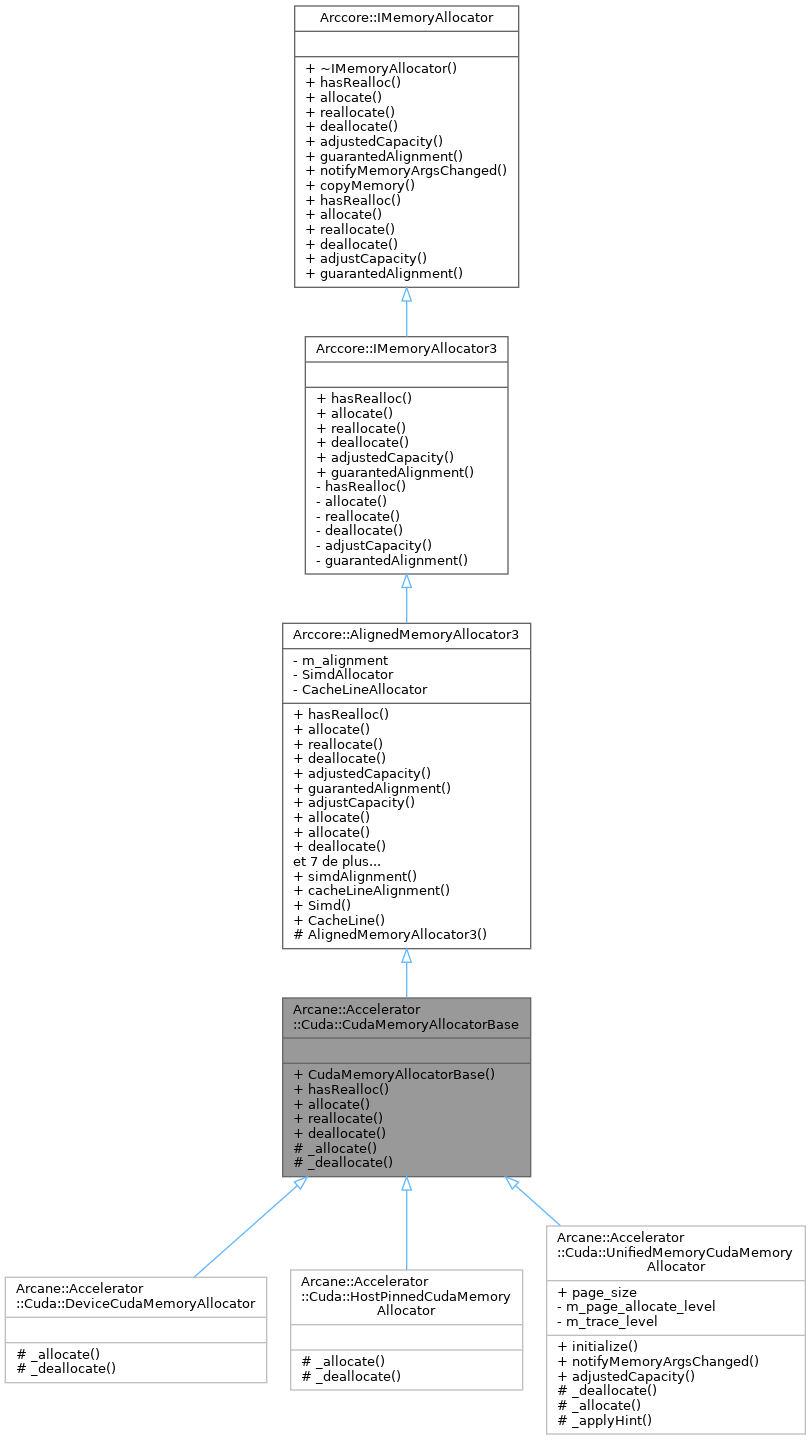 Arccore::IMemoryAllocator
+ ~IMemoryAllocator()
+ hasRealloc()
+ allocate()
+ reallocate()
+ deallocate()
+ adjustedCapacity()
+ guarantedAlignment()
+ notifyMemoryArgsChanged()
+ copyMemory()
+ hasRealloc()
+ allocate()
+ reallocate()
+ deallocate()
+ adjustCapacity()
+ guarantedAlignment()
Arccore::IMemoryAllocator3
+ hasRealloc()
+ allocate()
+ reallocate()
+ deallocate()
+ adjustedCapacity()
+ guarantedAlignment()
- hasRealloc()
- allocate()
- reallocate()
- deallocate()
- adjustCapacity()
- guarantedAlignment()
Arccore::AlignedMemoryAllocator3
- m_alignment
- SimdAllocator
- CacheLineAllocator
+ hasRealloc()
+ allocate()
+ reallocate()
+ deallocate()
+ adjustedCapacity()
+ guarantedAlignment()
+ adjustCapacity()
+ allocate()
+ allocate()
+ deallocate()
et 7 de plus...
+ simdAlignment()
+ cacheLineAlignment()
+ Simd()
+ CacheLine()
# AlignedMemoryAllocator3()
Arcane::Accelerator
::Cuda::CudaMemoryAllocatorBase
+ CudaMemoryAllocatorBase()
+ hasRealloc()
+ allocate()
+ reallocate()
+ deallocate()
# _allocate()
# _deallocate()
Arcane::Accelerator
::Cuda::DeviceCudaMemoryAllocator
# _allocate()
# _deallocate()
Arcane::Accelerator
::Cuda::HostPinnedCudaMemory
Allocator
# _allocate()
# _deallocate()
Arcane::Accelerator
::Cuda::UnifiedMemoryCudaMemory
Allocator
+ page_size
- m_page_allocate_level
- m_trace_level
+ initialize()
+ notifyMemoryArgsChanged()
+ adjustedCapacity()
# _deallocate()
# _allocate()
# _applyHint()